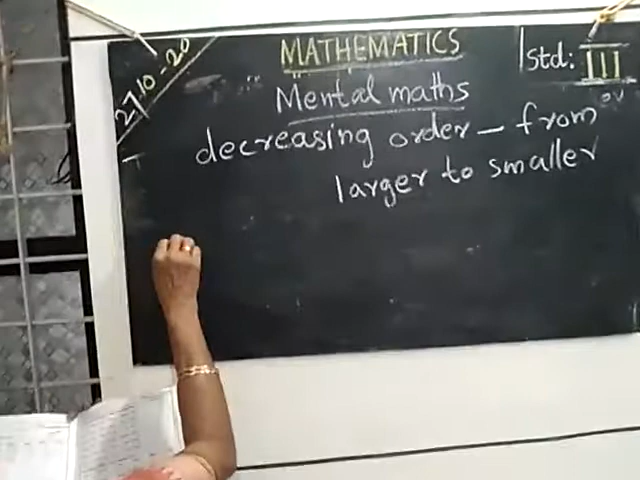 27/10-20
MATHEMATICS
Std: III
Mental maths
decreasing order — from
larger to smaller